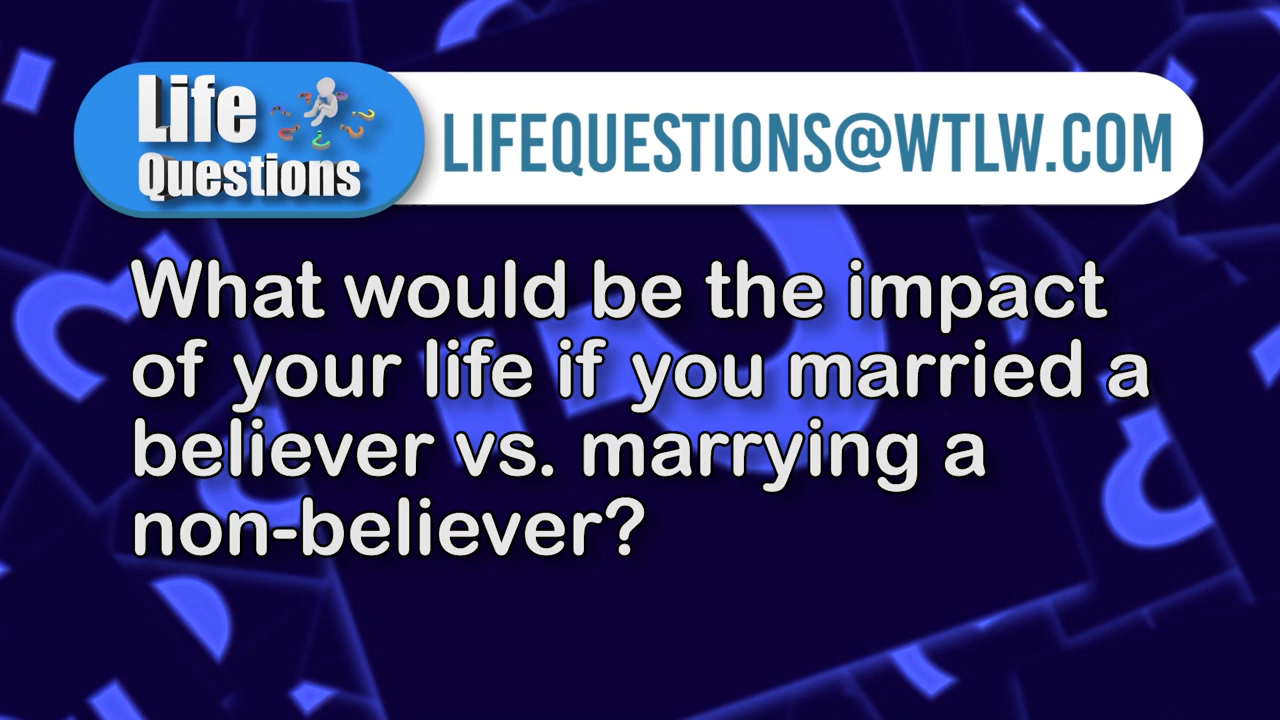 Life
Questions
LIFEQUESTIONS@WTLW.COM
What would be the impact
of your life if you married a
believer vs. marrying a
non-believer?